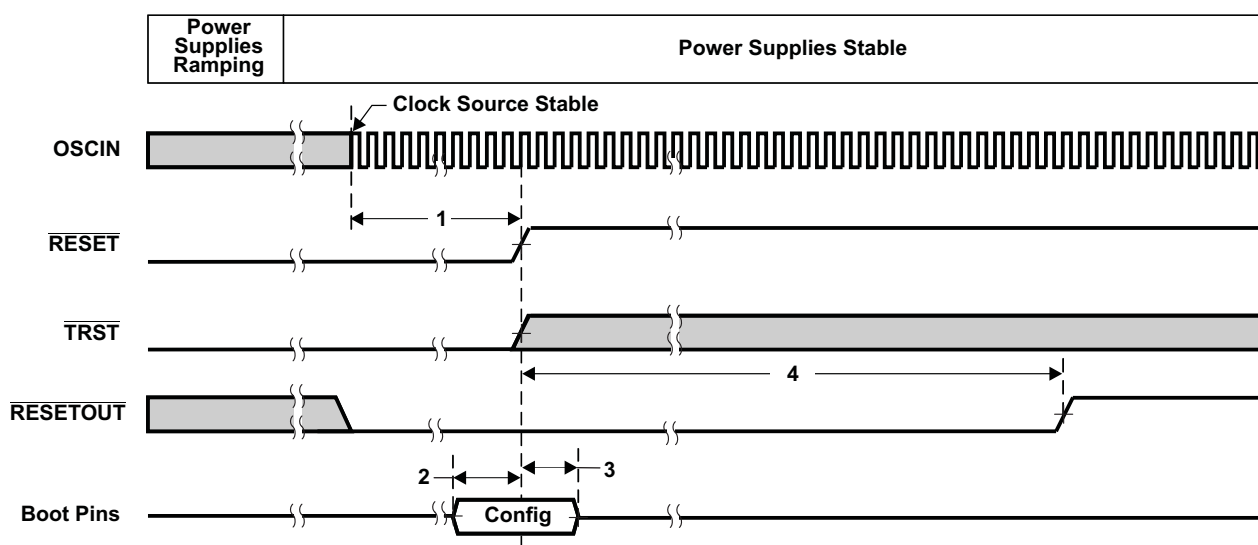 Power
Supplies
Ramping
Power Supplies Stable
Clock Source Stable
OSCIN
1
RESET
TRST
4
RESETOUT
2
3
Boot Pins
Config